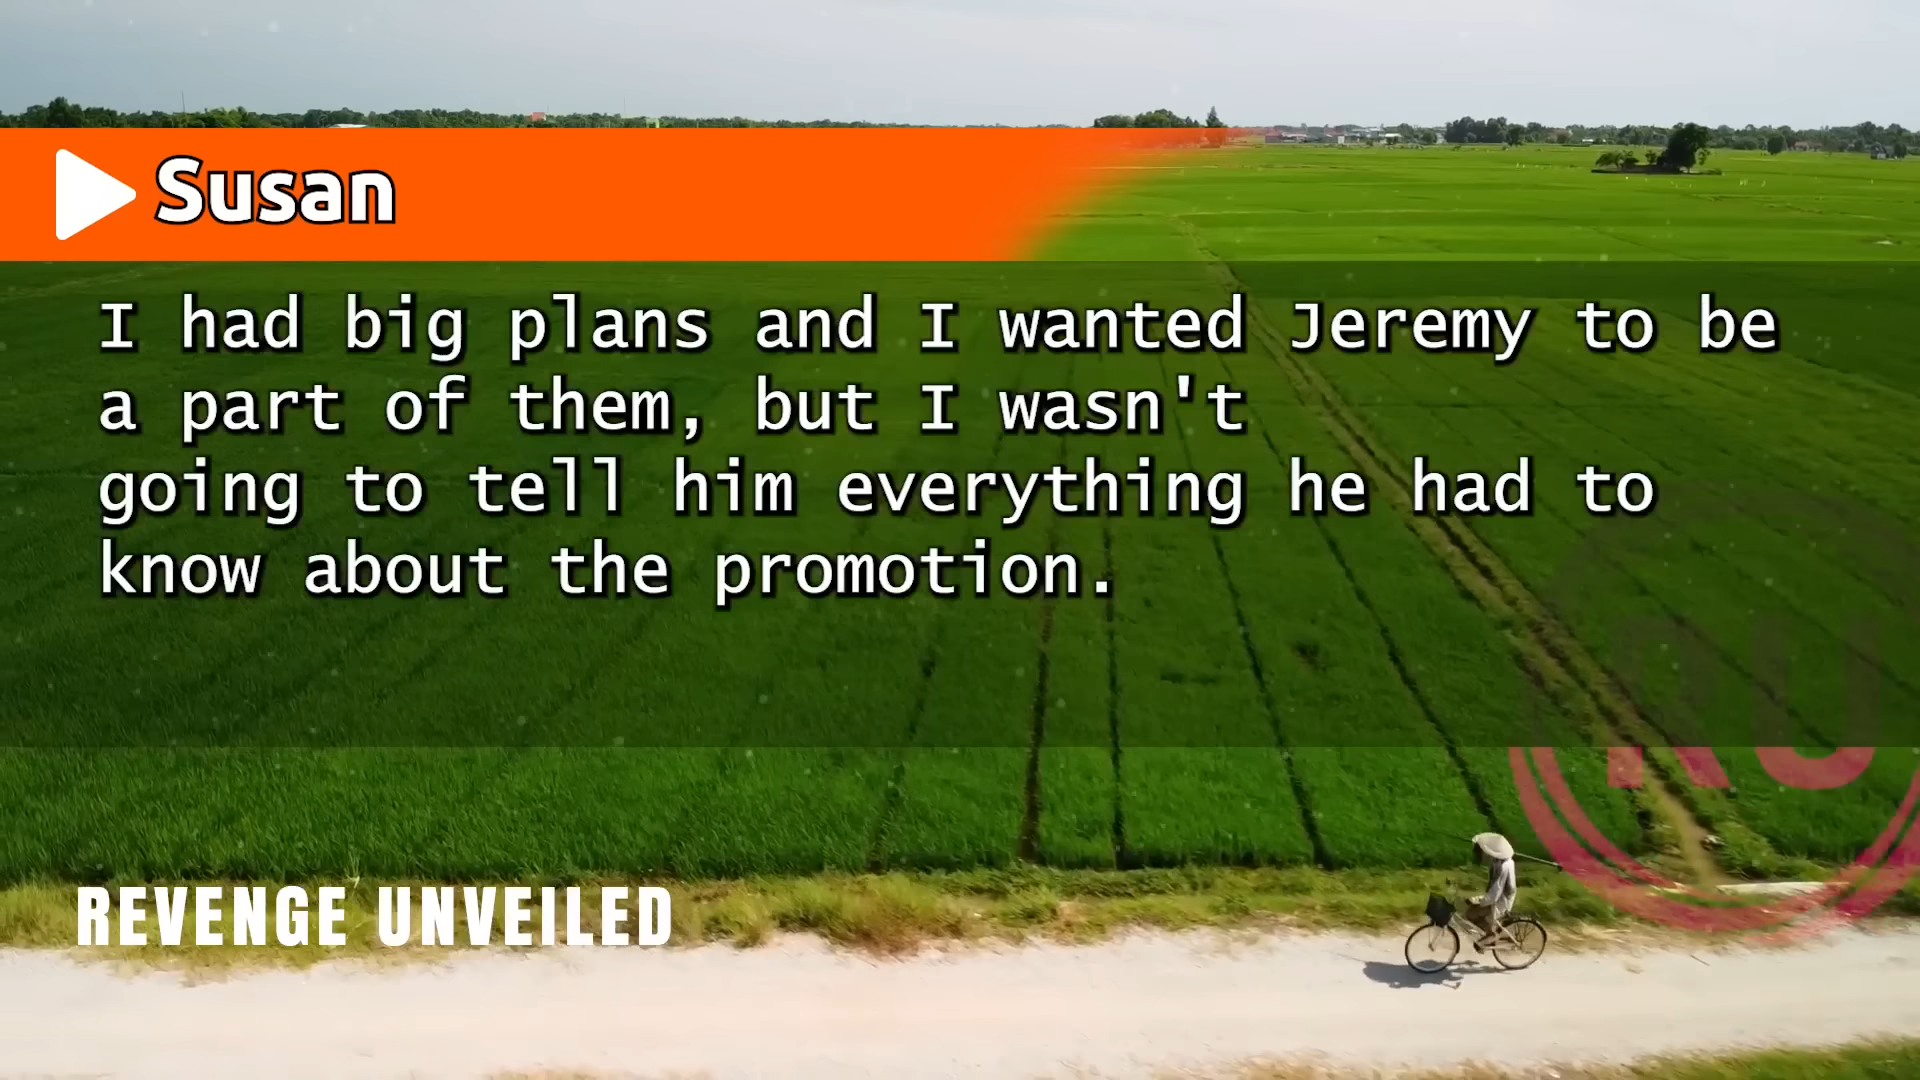 Susan
I had big plans and I wanted Jeremy to be
a part of them, but I wasn't
going to tell him everything he had to
know about the promotion.
RU
REVENGE UNVEILED